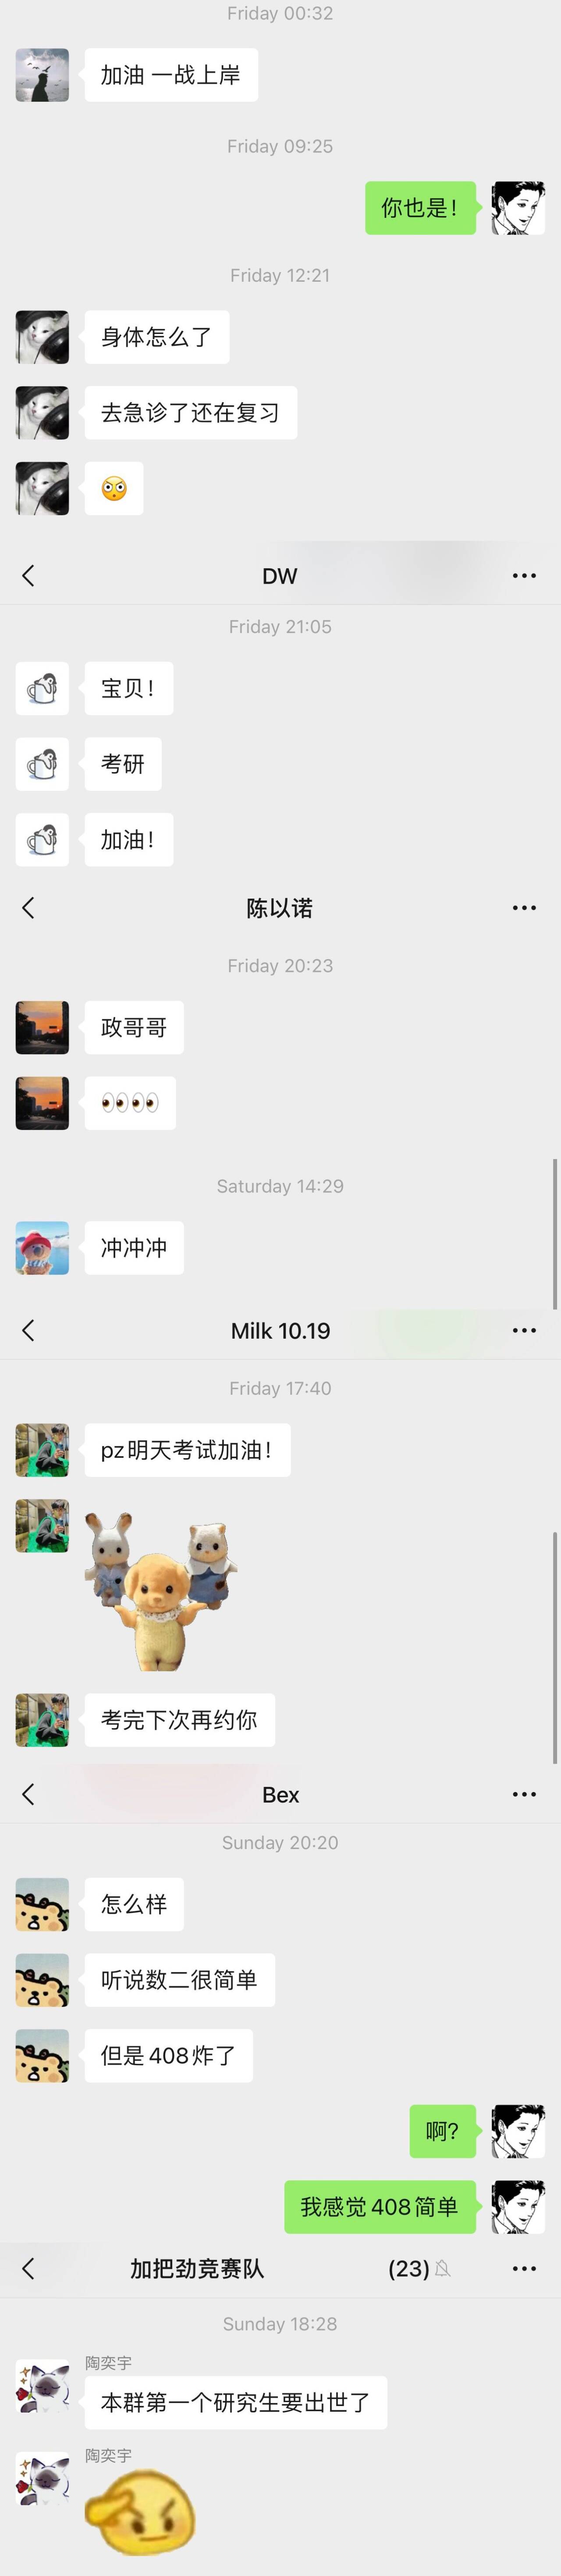 Friday 00:32
加油 一战上岸
Friday 09:25
你也是！
Friday 12:21
身体怎么了
去急诊了还在复习
DW
Friday 21:05
宝贝！
考研
加油！
陈以诺
Friday 20:23
政哥哥
Saturday 14:29
冲冲冲
Milk 10.19
Friday 17:40
pz明天考试加油！
考完下次再约你
Bex
Sunday 20:20
怎么样
听说数二很简单
但是408炸了
啊?
我感觉408简单
加把劲竞赛队 (23)
Sunday 18:28
陶奕宇
本群第一个研究生要出世了
陶奕宇